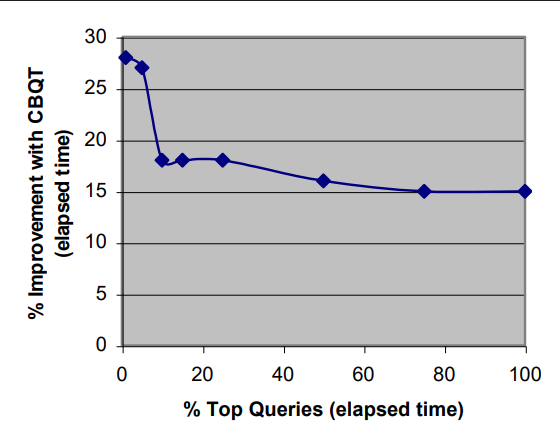 30
25
20
15
10
5
0
% Improvement with CBQT
(elapsed time)
0 20 40 60 80 100
% Top Queries (elapsed time)